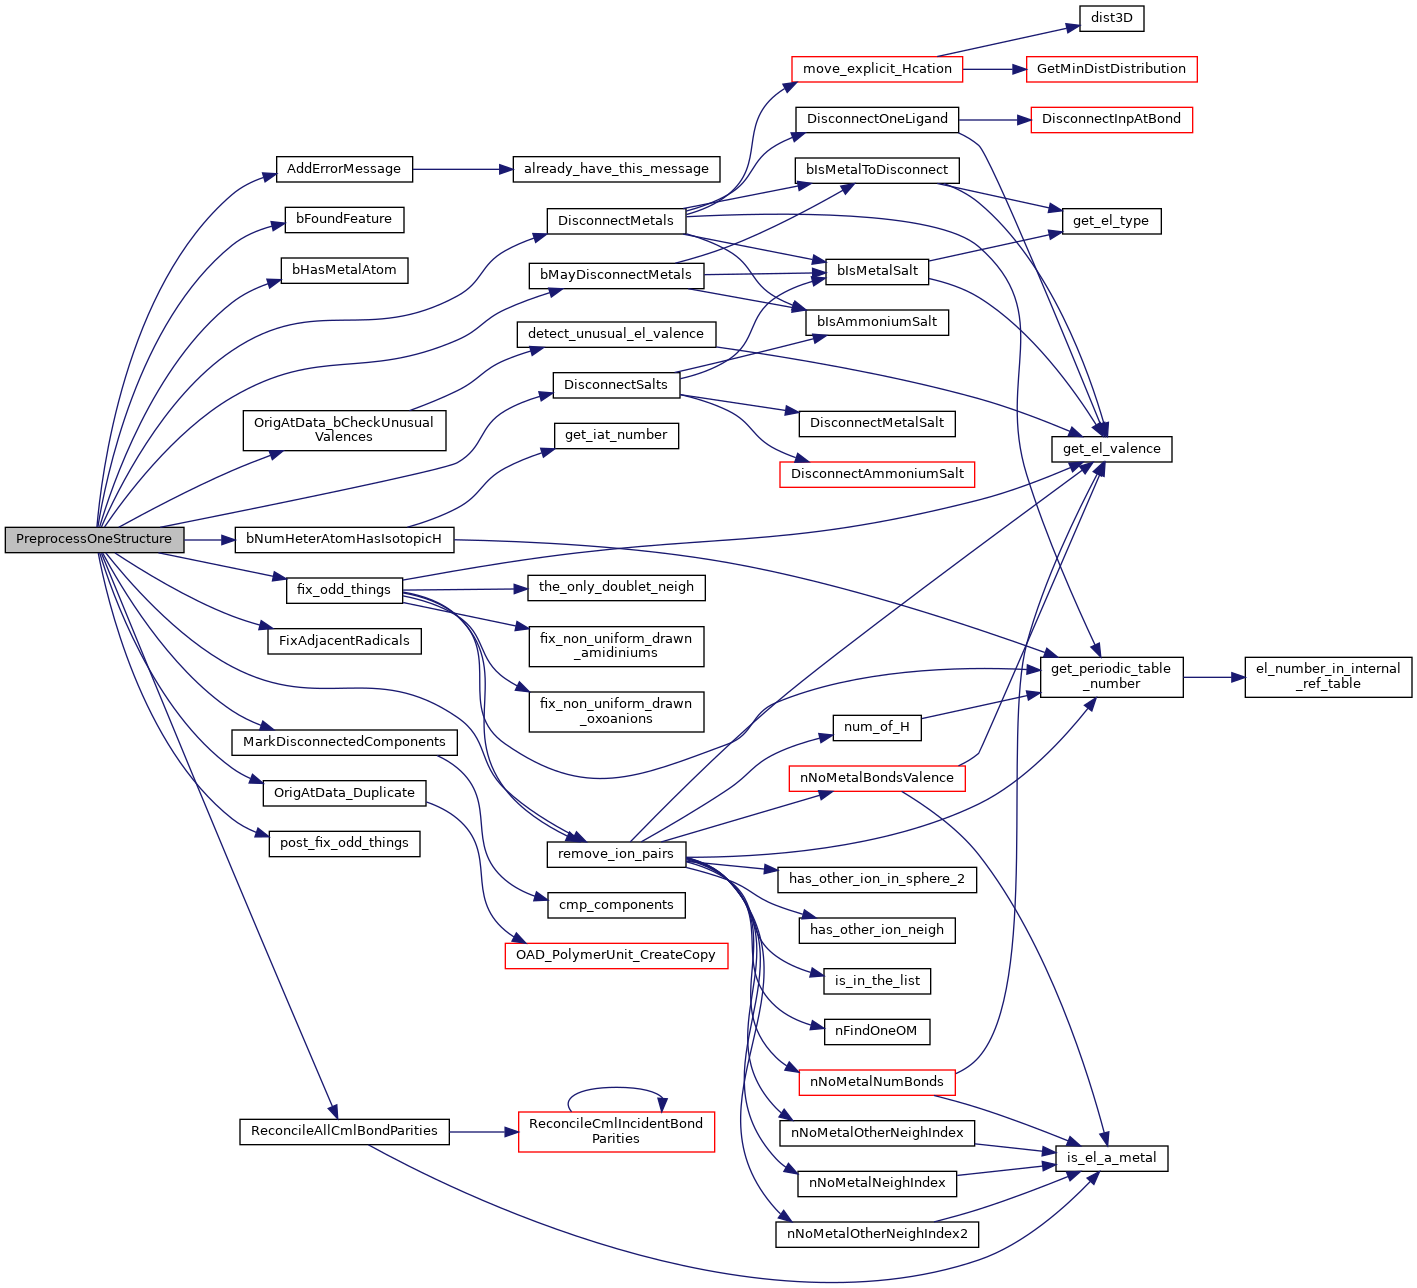 dist3D
move_explicit_Hcation
GetMinDistDistribution
DisconnectOneLigand
DisconnectInpAtBond
AddErrorMessage
already_have_this_message
bIsMetalToDisconnect
bFoundFeature
DisconnectMetals
get_el_type
bHasMetalAtom
bMayDisconnectMetals
bIsMetalSalt
bIsAmmoniumSalt
detect_unusual_el_valence
DisconnectSalts
OrigAtData_bCheckUnusual
Valences
DisconnectMetalSalt
get_iat_number
get_el_valence
DisconnectAmmoniumSalt
PreprocessOneStructure
bNumHeterAtomHasIsotopicH
fix_odd_things
the_only_doublet_neigh
FixAdjacentRadicals
fix_non_uniform_drawn
_amidiniums
get_periodic_table
_number
el_number_in_internal
_ref_table
fix_non_uniform_drawn
_oxoanions
num_of_H
MarkDisconnectedComponents
nNoMetalBondsValence
OrigAtData_Duplicate
post_fix_odd_things
remove_ion_pairs
has_other_ion_in_sphere_2
cmp_components
has_other_ion_neigh
OAD_PolymerUnit_CreateCopy
is_in_the_list
nFindOneOM
nNoMetalNumBonds
ReconcileAllCmlBondParities
ReconcileCmlIncidentBond
Parities
nNoMetalOtherNeighIndex
is_el_a_metal
nNoMetalNeighIndex
nNoMetalOtherNeighIndex2